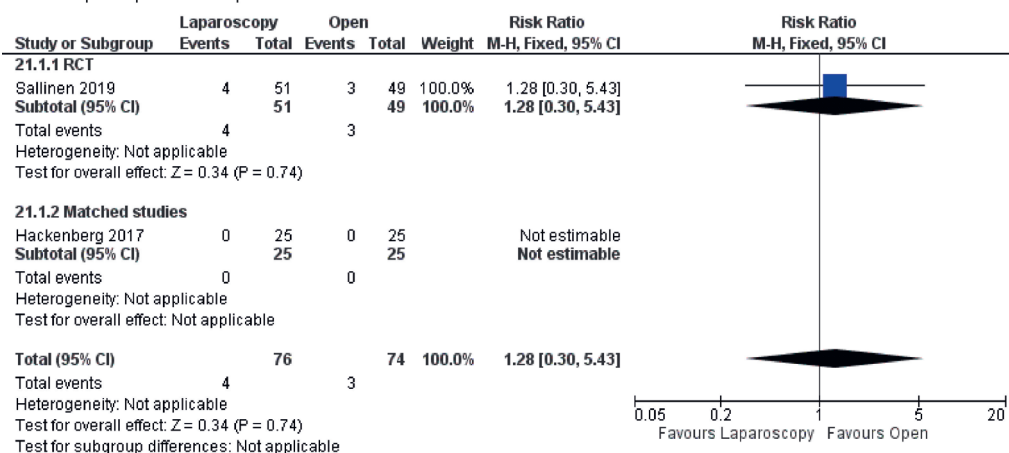 Laparoscopy Open Risk Ratio Risk Ratio
Study or Subgroup Events Total Events Total Weight M-H, Fixed, 95% CI M-H, Fixed, 95% CI
21.1.1 RCT
Sallinen 2019 4 51 3 49 100.0% 1.28 [0.30, 5.43]
Subtotal (95% CI) 51 49 100.0% 1.28 [0.30, 5.43]
Total events 4 3
Heterogeneity: Not applicable
Test for overall effect: Z = 0.34 (P = 0.74)
21.1.2 Matched studies
Hackenberg 2017 0 25 0 25 Not estimable
Subtotal (95% CI) 25 25 Not estimable
Total events 0 0
Heterogeneity: Not applicable
Test for overall effect: Not applicable
Total (95% CI) 76 74 100.0% 1.28 [0.30, 5.43]
Total events 4 3
Heterogeneity: Not applicable
Test for overall effect: Z = 0.34 (P = 0.74)
Test for subgroup differences: Not applicable
0.05 0.2 1 5 20
Favours Laparoscopy Favours Open